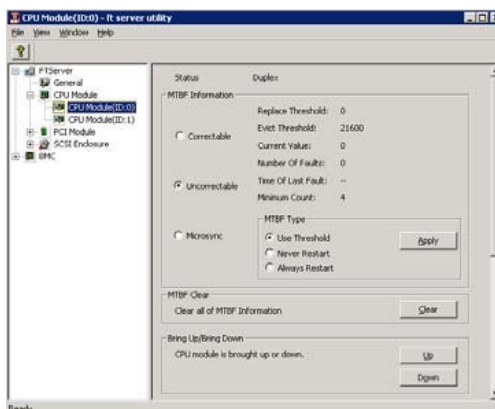 CPU Module(ID:0) - ft server utility
File View Window Help
FTServer
General
CPU Module
CPU Module(ID:0)
CPU Module(ID:1)
PCI Module
SCSI Enclosure
BMC
Status Duplex
MTBF Information
Correctable
Uncorrectable
Microsync
Replace Threshold: 0
Evict Threshold: 21600
Current Value: 0
Number Of Faults: 0
Time Of Last Fault: --
Minimum Count: 4
MTBF Type
Use Threshold
Never Restart
Always Restart
Apply
MTBF Clear
Clear all of MTBF Information
Clear
Bring Up/Bring Down
CPU module is brought up or down.
Up
Down
Ready